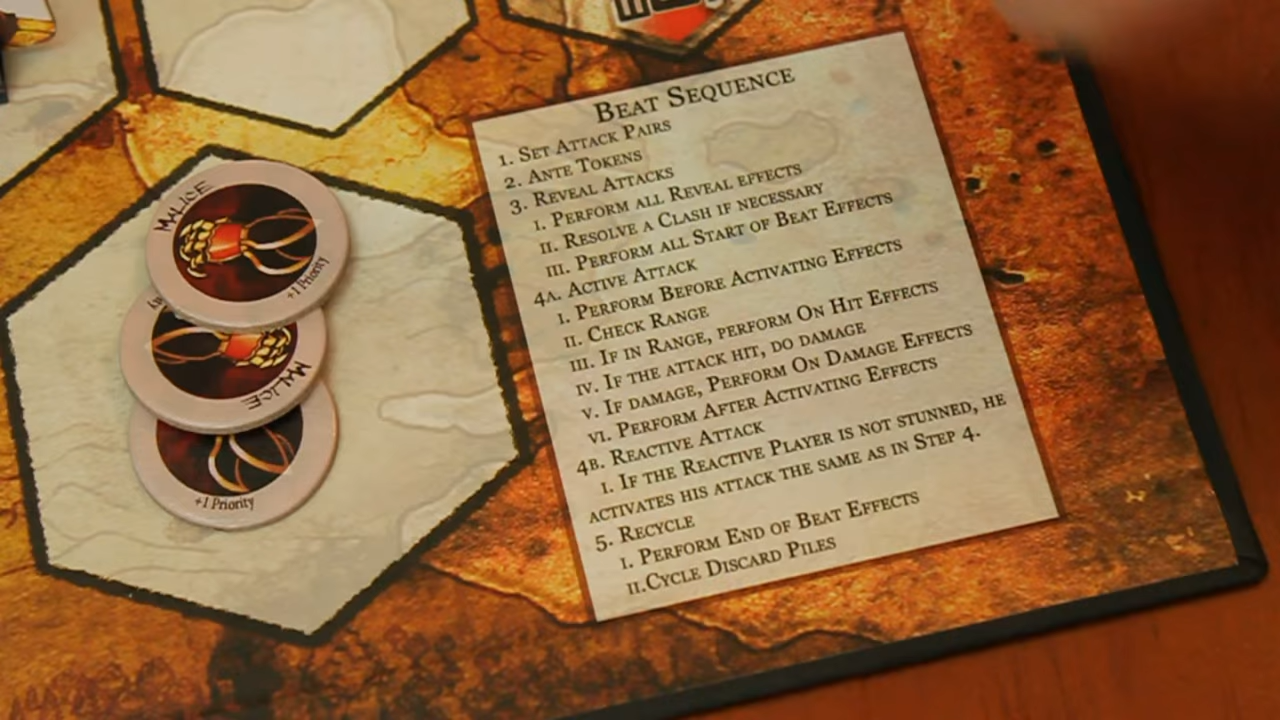 Beat Sequence
1. Set Attack Pairs
2. Ante Tokens
3. Reveal Attacks
I. Perform all Reveal effects
II. Resolve a Clash if necessary
III. Perform all Start of Beat Effects
4A. Active Attack
I. Perform Before Activating Effects
II. Check Range
III. If in Range, perform On Hit Effects
IV. If the attack hit, do damage
V. If damage, Perform On Damage Effects
VI. Perform After Activating Effects
4B. Reactive Attack
I. If the Reactive Player is not stunned, he
activates his attack the same as in Step 4.
5. Recycle
I. Perform End of Beat Effects
II.Cycle Discard Piles
MALICE
+1 Priority
MALICE
+1 Priority